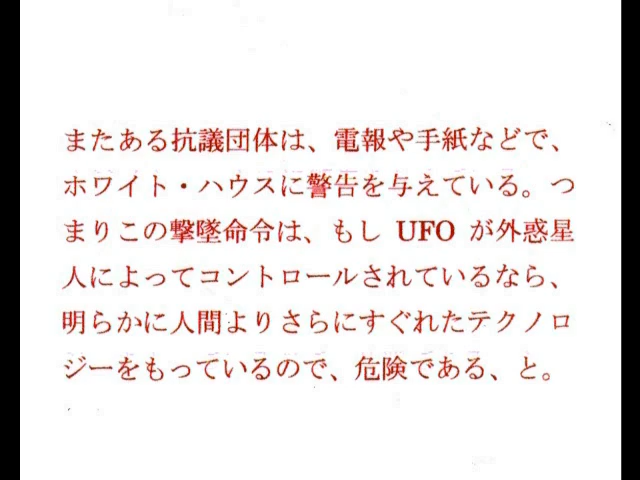 またある抗議団体は、電報や手紙などで、
ホワイト・ハウスに警告を与えている。つ
まりこの撃墜命令は、もし UFO が外惑星
人によってコントロールされているなら、
明らかに人間よりさらにすぐれたテクノロ
ジーをもっているので、危険である、と。